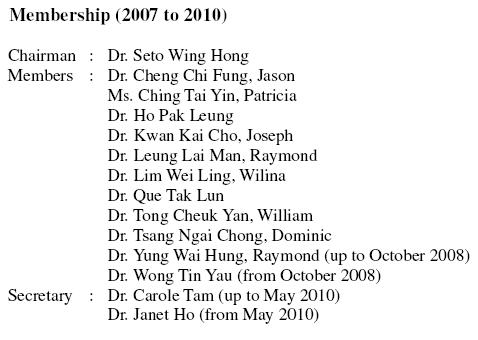 Membership (2007 to 2010)
Chairman : Dr. Seto Wing Hong
Members : Dr. Cheng Chi Fung, Jason
Ms. Ching Tai Yin, Patricia
Dr. Ho Pak Leung
Dr. Kwan Kai Cho, Joseph
Dr. Leung Lai Man, Raymond
Dr. Lim Wei Ling, Wilina
Dr. Que Tak Lun
Dr. Tong Cheuk Yan, William
Dr. Tsang Ngai Chong, Dominic
Dr. Yung Wai Hung, Raymond (up to October 2008)
Dr. Wong Tin Yau (from October 2008)
Secretary : Dr. Carole Tam (up to May 2010)
Dr. Janet Ho (from May 2010)